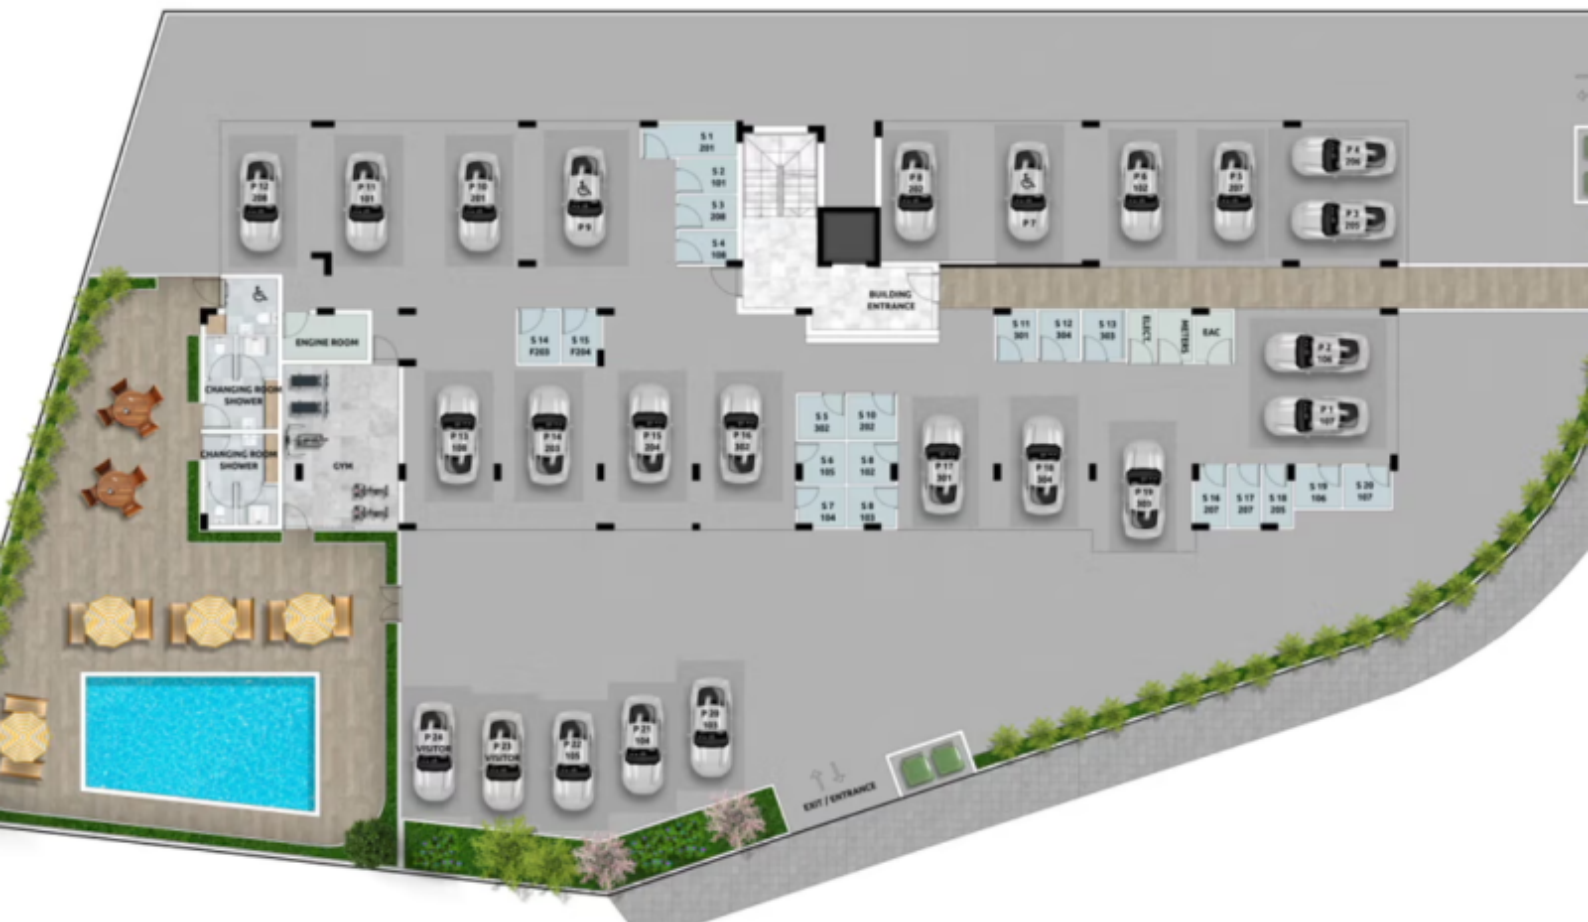 S 1
201
S 2
101
S 3
208
S 4
108
P 12
208
P 11
101
P 10
201
P 9
P 8
202
P 7
P 6
102
P 5
207
P 4
206
P 3
205
BUILDING
ENTRANCE
ENGINE ROOM
S 14
F203
S 15
F204
S 11
301
S 12
304
S 13
303
ELECT.
METERS
EAC
P 2
106
P 1
107
CHANGING ROOM
SHOWER
CHANGING ROOM
SHOWER
GYM
P 13
P 14
203
P 15
204
P 16
302
S 5
302
S 10
202
S 6
105
S 8
102
S 7
104
S 8
103
P 17
301
304
P 19
S 16
207
S 17
207
S 18
205
S 19
106
S 20
107
P 24
VISITOR
P 23
VISITOR
P 22
105
P 21
104
P 20
103
EXIT / ENTRANCE